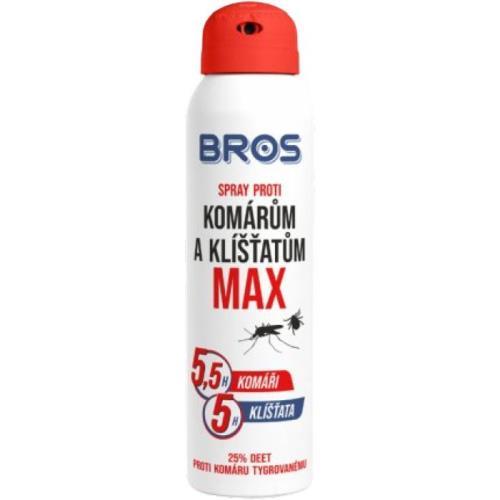 BROS
SPRAY PROTI
KOMÁRŮM
A KLÍŠŤATŮM
MAX
5,5H KOMÁŘI
5H KLÍŠŤATA
25% DEET
PROTI KOMÁRU TYGROVANÉMU